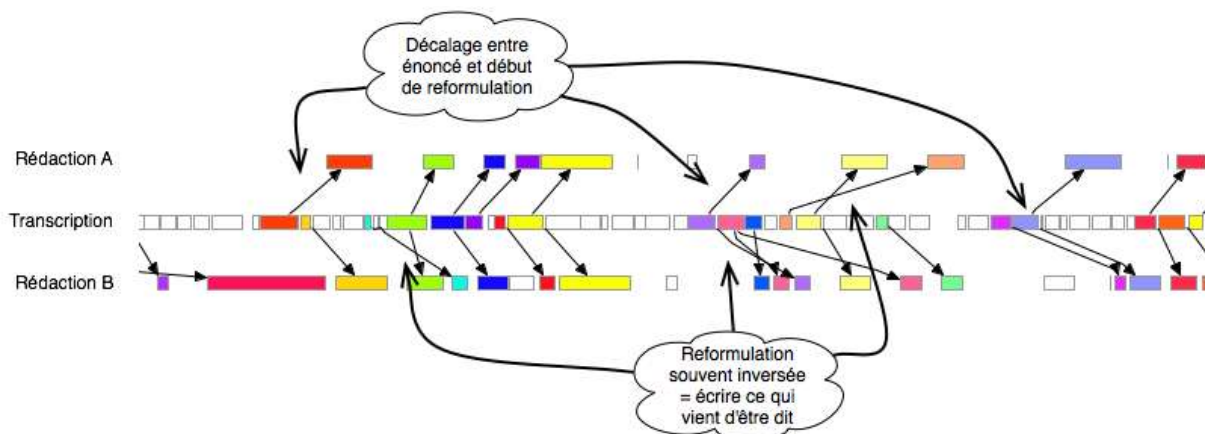 Décalage entre
énoncé et début
de reformulation
Rédaction A
Transcription
Rédaction B
Reformulation
souvent inversée
= écrire ce qui
vient d'être dit